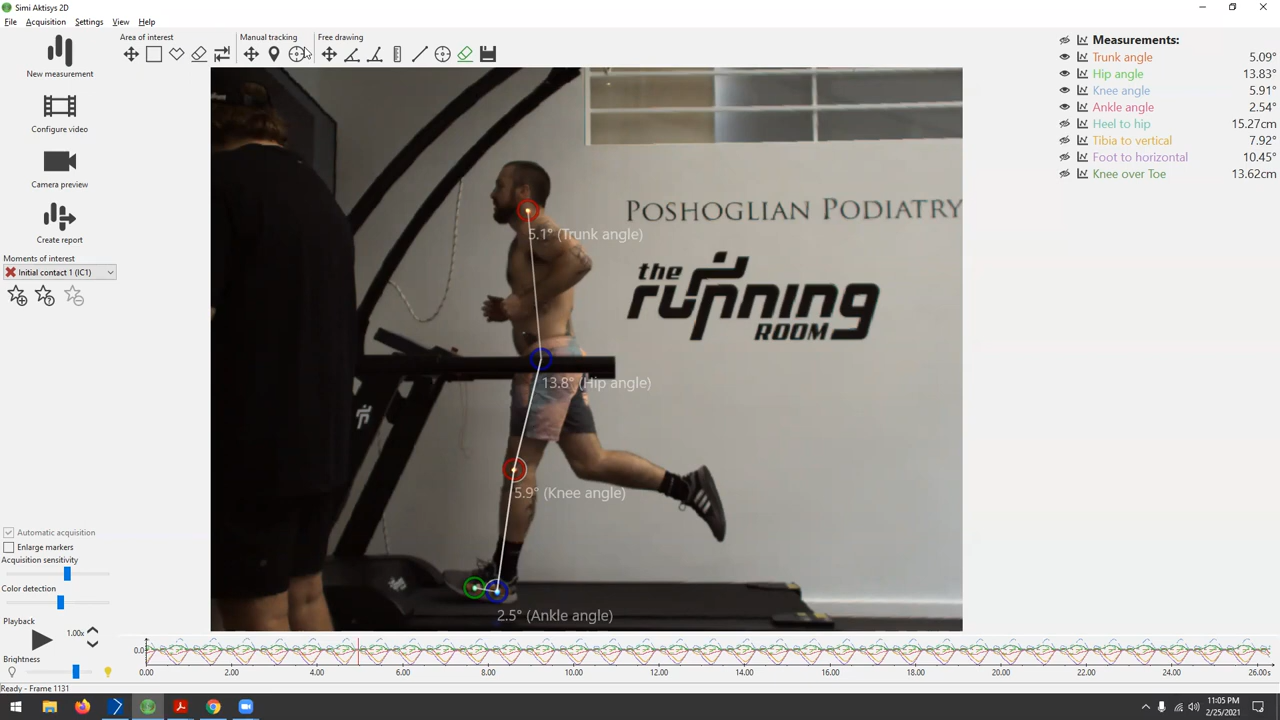 Simi Aktisys 2D
File Acquisition Settings View Help
Area of interest
Manual tracking
Free drawing
New measurement
Configure video
Camera preview
Create report
Moments of interest
Initial contact 1 (IC1)
Automatic acquisition
Enlarge markers
Acquisition sensitivity
Color detection
Playback
1.00x
Brightness
Ready - Frame 1131
POSHOGLIAN PODIATRY
the
running
ROOM
5.1° (Trunk angle)
13.8° (Hip angle)
5.9° (Knee angle)
2.5° (Ankle angle)
Measurements:
Trunk angle 5.09°
Hip angle 13.83°
Knee angle 5.91°
Ankle angle 2.54°
Heel to hip 15.27cm
Tibia to vertical 7.92°
Foot to horizontal 10.45°
Knee over Toe 13.62cm
0.0
0.00 2.00 4.00 6.00 8.00 10.00 12.00 14.00 16.00 18.00 20.00 22.00 24.00 26.00s
11:05 PM
2/25/2021